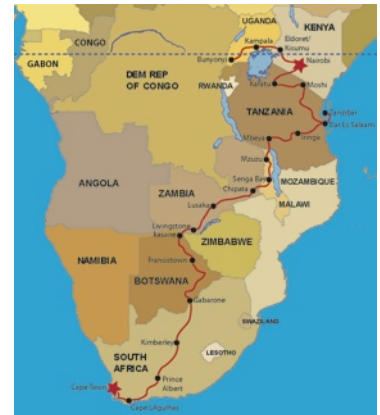 UGANDA
KENYA
Kampala
Eldoret/
Kisumu
CONGO
Bunyonyi
GABON
Nairobi
DEM REP
OF CONGO
RWANDA
Karatu
Moshi
TANZANIA
Zanzibar
Dar Es Salaam
Iringa
Mbeya
Mzuzu
ANGOLA
Senga Bay
MOZAMBIQUE
ZAMBIA
Chipata
MALAWI
Lusaka
Livingstone
Kasane
ZIMBABWE
NAMIBIA
Francistown
BOTSWANA
Gabarone
SWAZILAND
Kimberley
LESOTHO
SOUTH
AFRICA
Prince
Albert
Cape Town
Cape L'Agulhas